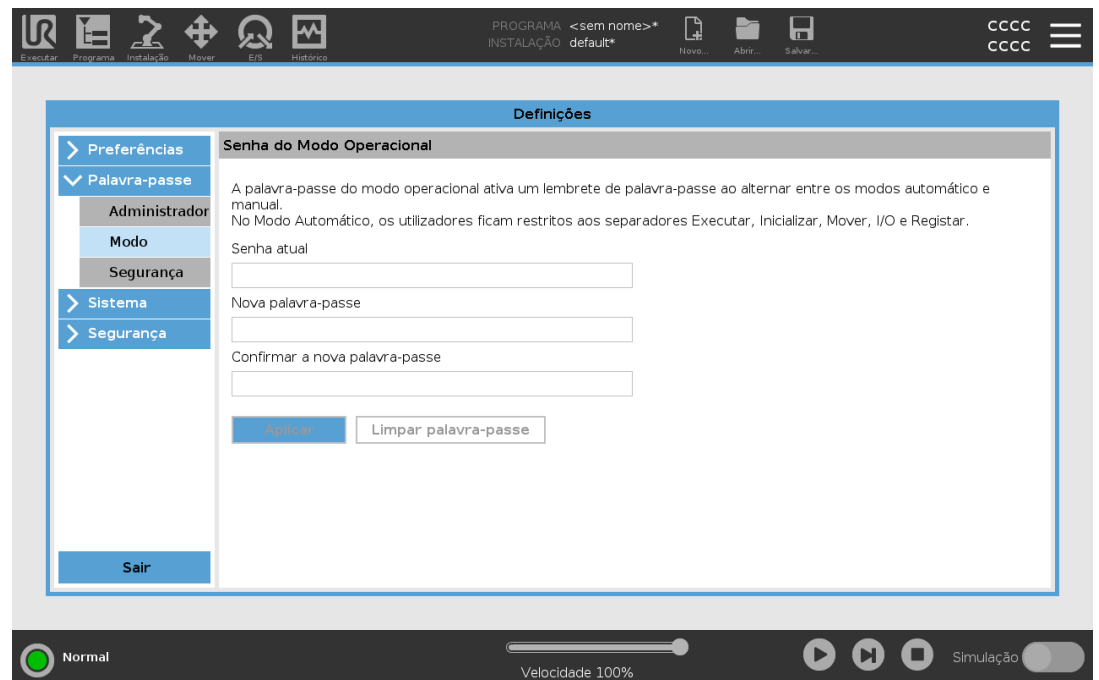 PROGRAMA <sem nome>*
INSTALAÇÃO default*
cccc
cccc
Executar Programa Instalação Mover E/S Histórico Novo... Abrir... Salvar...
Definições
Preferências
Palavra-passe
Administrador
Modo
Segurança
Sistema
Segurança
Sair
Senha do Modo Operacional
A palavra-passe do modo operacional ativa um lembrete de palavra-passe ao alternar entre os modos automático e
manual.
No Modo Automático, os utilizadores ficam restritos aos separadores Executar, Inicializar, Mover, I/O e Registar.
Senha atual
Nova palavra-passe
Confirmar a nova palavra-passe
Aplicar Limpar palavra-passe
Normal
Velocidade 100%
Simulação